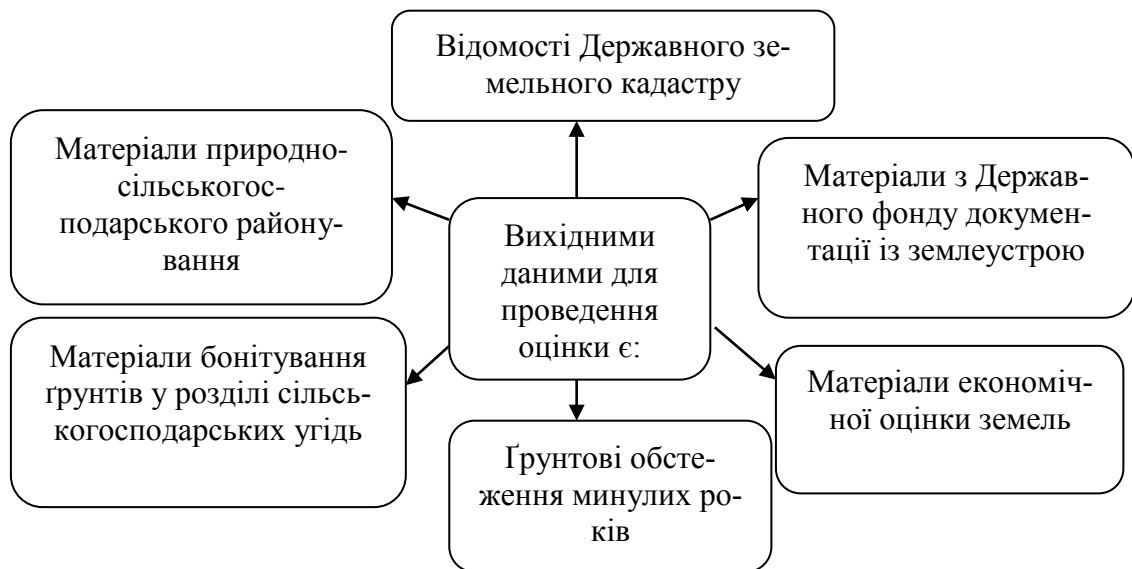 Відомості Державного зе-
мельного кадастру
Матеріали природно-
сільськогос-
подарського району-
вання
Матеріали з Держав-
ного фонду докумен-
тації із землеустрою
Вихідними
даними для
проведення
оцінки є:
Матеріали бонітування
ґрунтів у розділі сільсь-
когосподарських угідь
Матеріали економіч-
ної оцінки земель
Ґрунтові обсте-
ження минулих ро-
ків